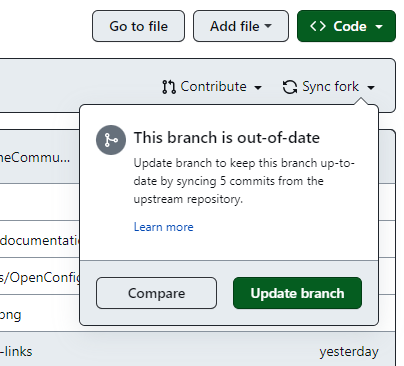 Go to file
Add file
<> Code
Contribute
Sync fork
neCommu...
This branch is out-of-date
Update branch to keep this branch up-to-
date by syncing 5 commits from the
upstream repository.
Learn more
documentati
s/OpenConfig
Compare
Update branch
png
-links
yesterday